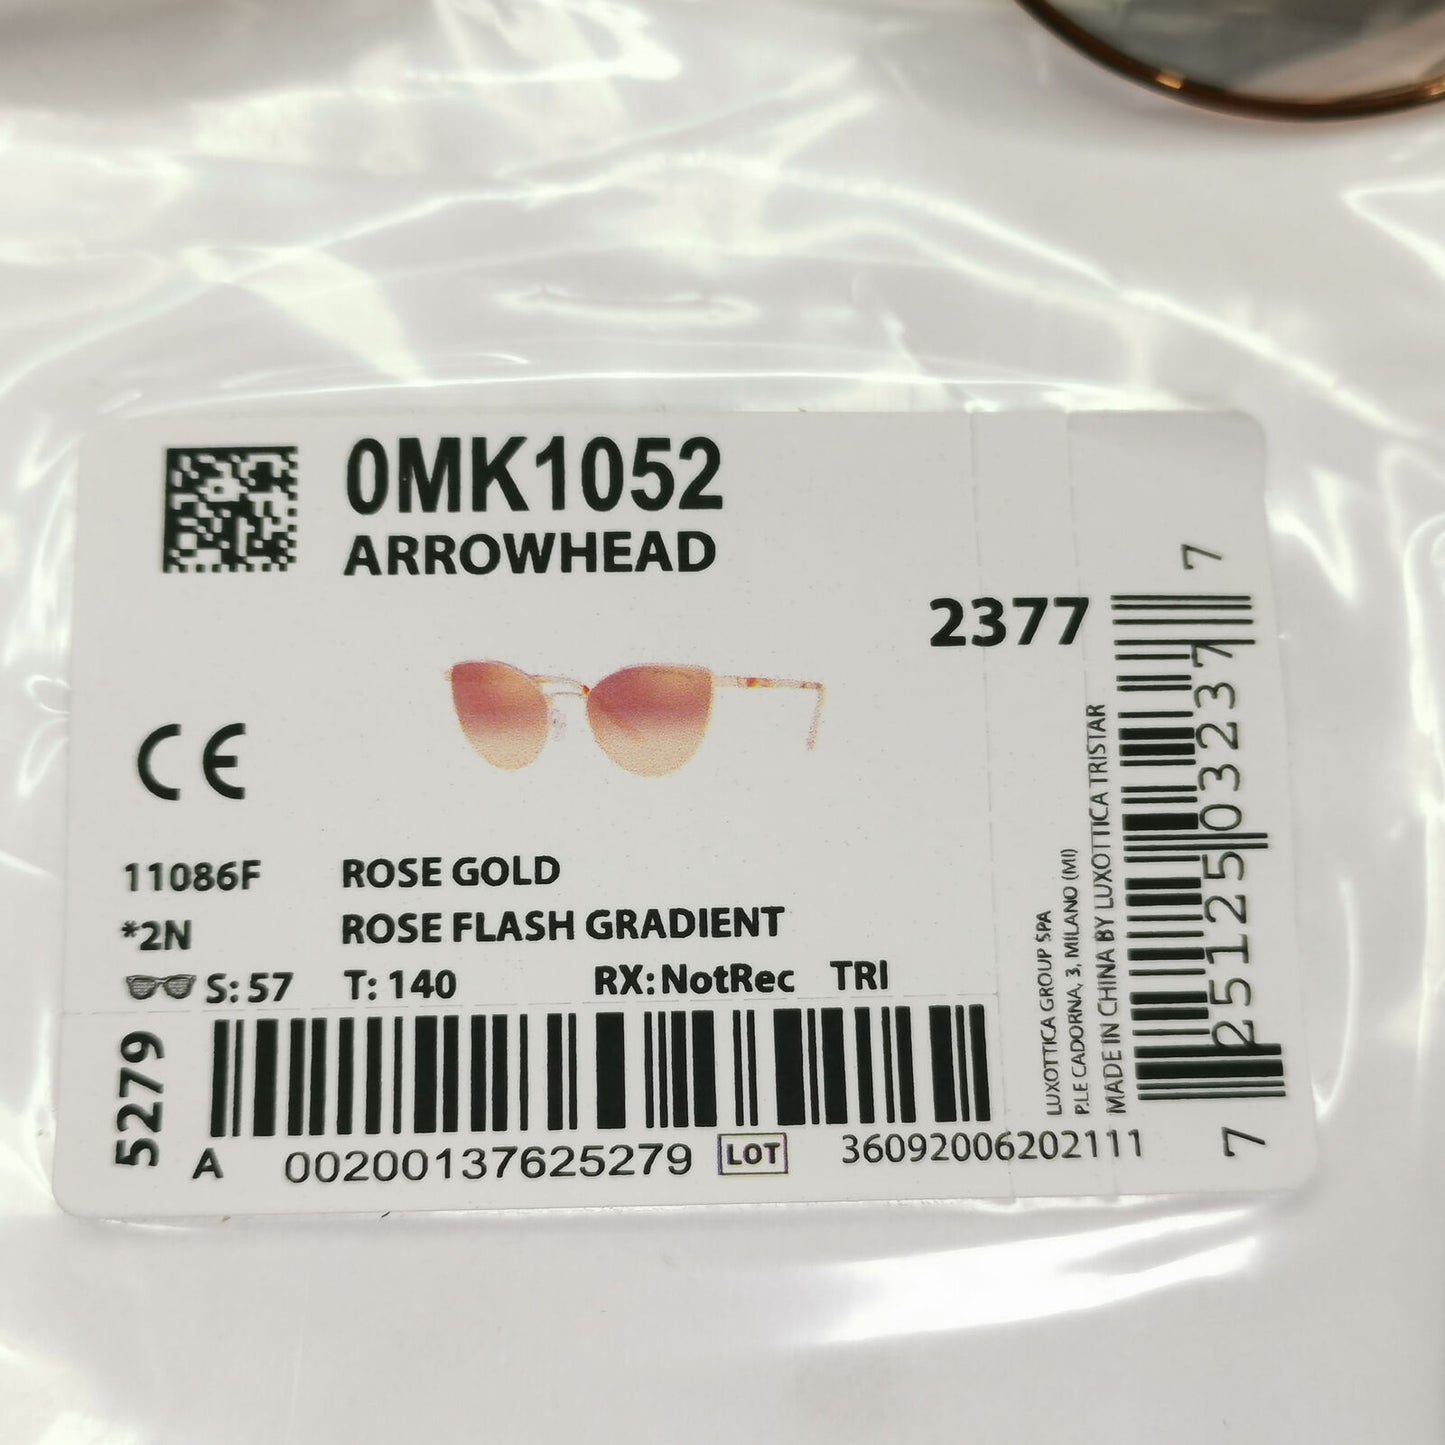 0MK1052
ARROWHEAD
2377
CE
11086F ROSE GOLD
*2N ROSE FLASH GRADIENT
S: 57 T: 140 RX: NotRec TRI
5279
A 00200137625279 LOT 36092006202111
LUXOTTICA GROUP SPA
P.LE CADORNA, 3, MILANO (MI)
MADE IN CHINA BY LUXOTTICA TRISTAR
7 25125 03237 7